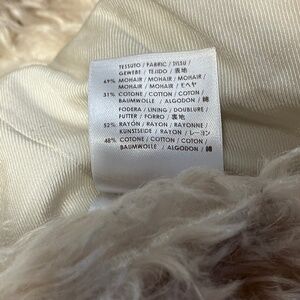 TESSUTO / FABRIC / TISSU /
GEWEBE / TEJIDO / 表地
49% MOHAIR / MOHAIR / MOHAIR /
MOHAIR / MOHAIR / モヘヤ
31% COTONE / COTTON / COTON /
BAUMWOLLE / ALGODON / 綿
FODERA / LINING / DOUBLURE /
FUTTER / FORRO / 裏地
52% RAYON / RAYON / RAYONNE /
KUNSTSEIDE / RAYON / レーヨン
48% COTONE / COTTON / COTON /
BAUMWOLLE / ALGODON / 綿